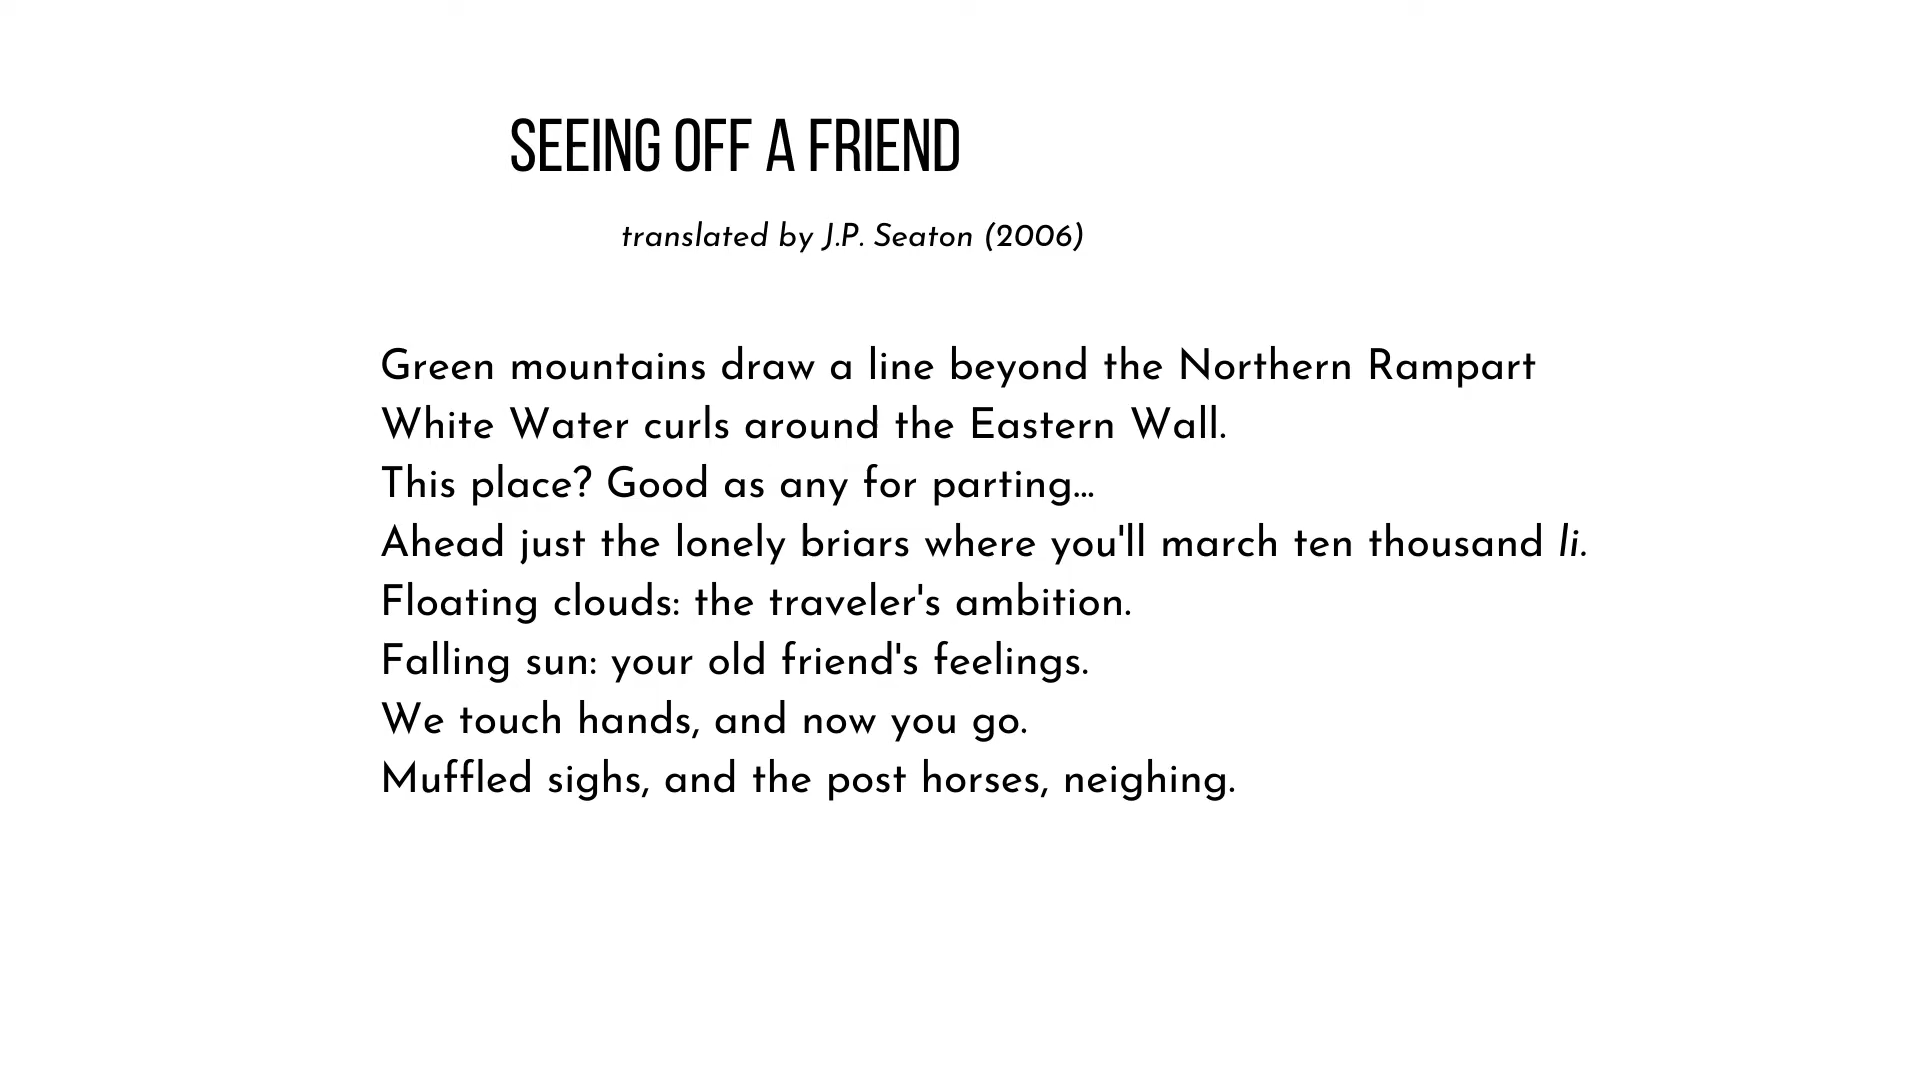 SEEING OFF A FRIEND
translated by J.P. Seaton (2006)
Green mountains draw a line beyond the Northern Rampart
White Water curls around the Eastern Wall.
This place? Good as any for parting...
Ahead just the lonely briars where you'll march ten thousand li.
Floating clouds: the traveler's ambition.
Falling sun: your old friend's feelings.
We touch hands, and now you go.
Muffled sighs, and the post horses, neighing.